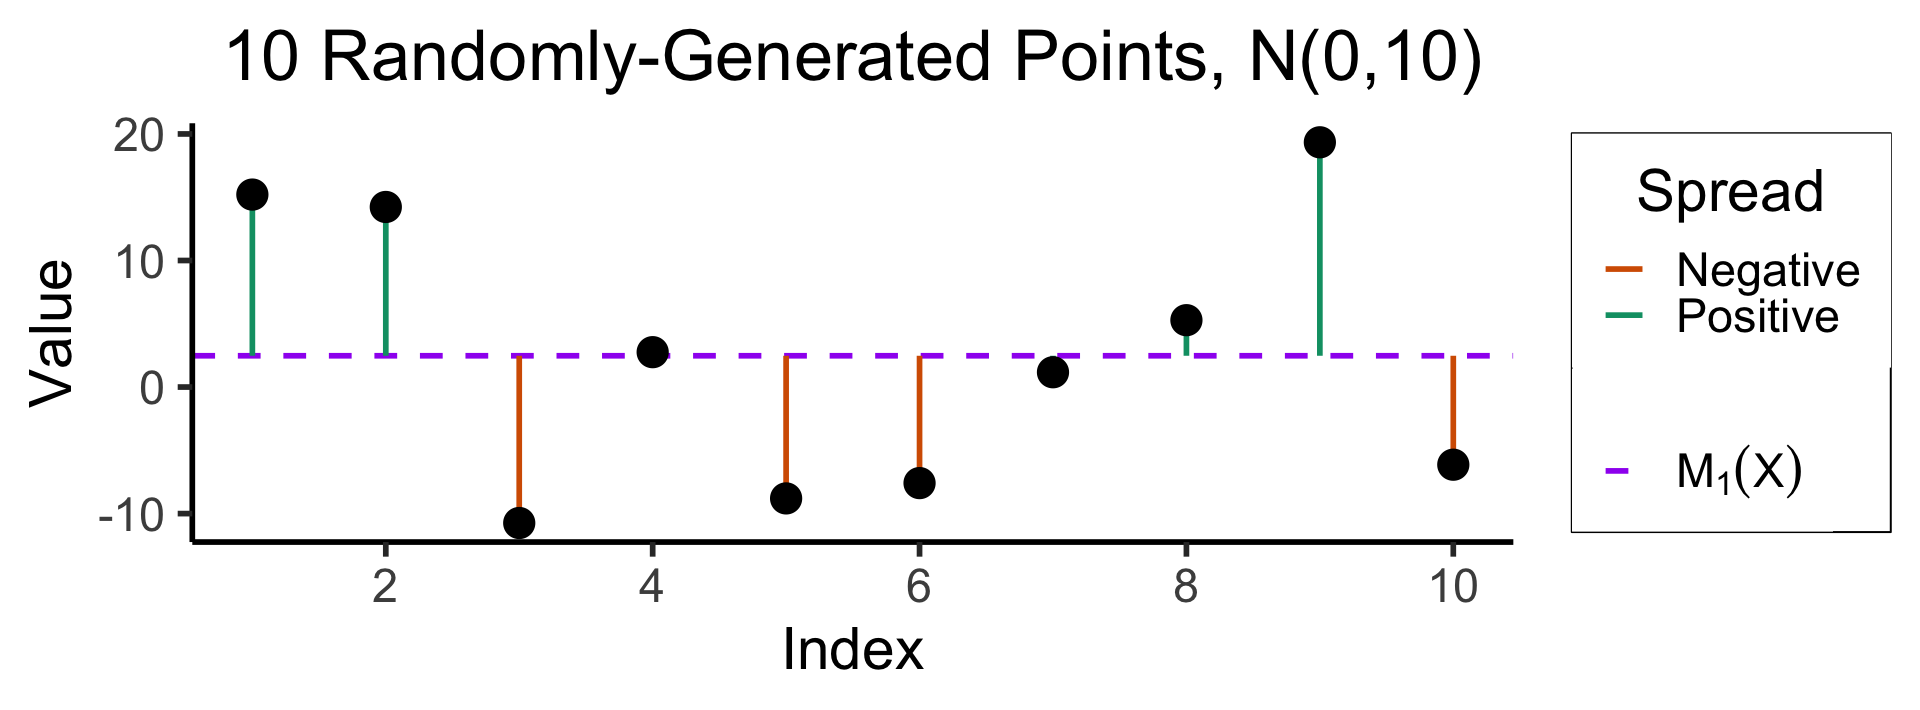 10 Randomly-Generated Points, N(0,10)
20
10
0
-10
Value
2
4
6
8
10
Index
Spread
Negative
Positive
M₁(X)